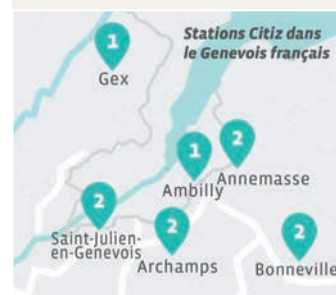 Stations Citiz dans
le Genevois français
1
Gex
1
Ambilly
2
Annemasse
2
Saint-Julien-
en-Genevois
2
Archamps
2
Bonneville